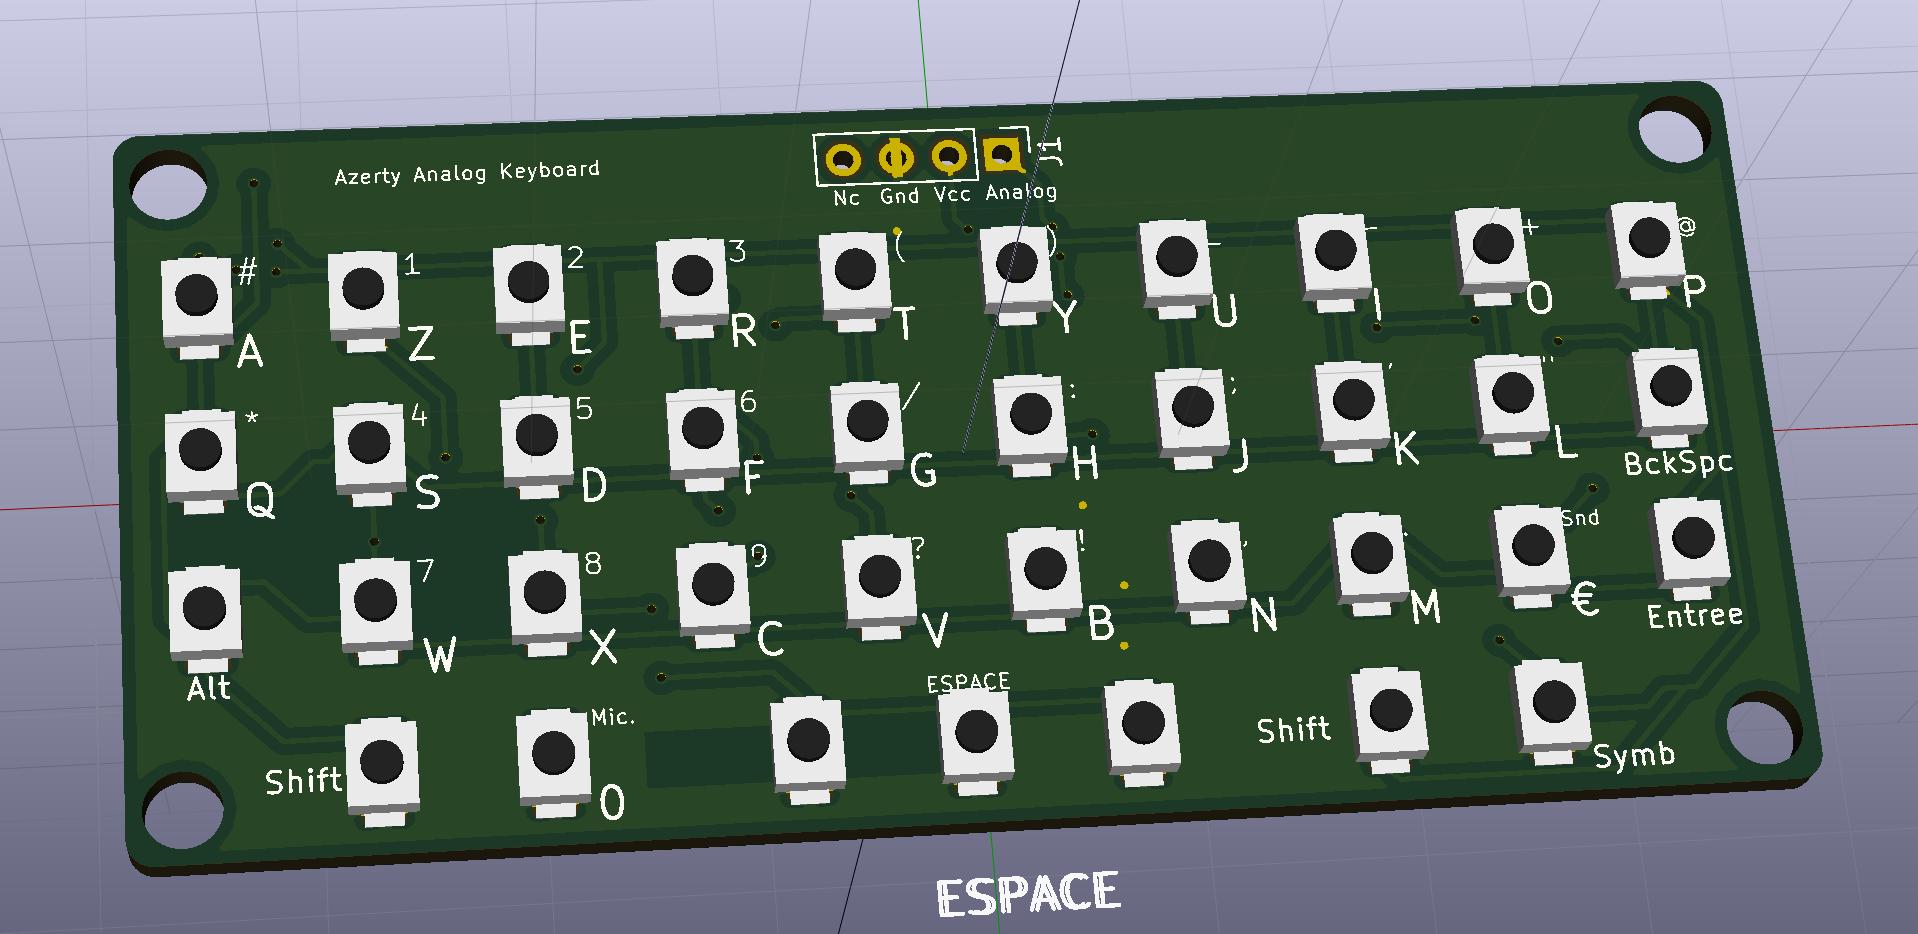 Azerty Analog Keyboard
J1
Nc Gnd Vcc Analog
# 1 2 3 ( ) _ - + @
A Z E R T Y U I O P
* 4 5 6 / : ; ' "
Q S D F G H J K L BckSpc
7 8 9 ? ! , . Snd
Alt W X C V B N M € Entree
Mic. ESPACE
Shift 0 Shift Symb
ESPACE